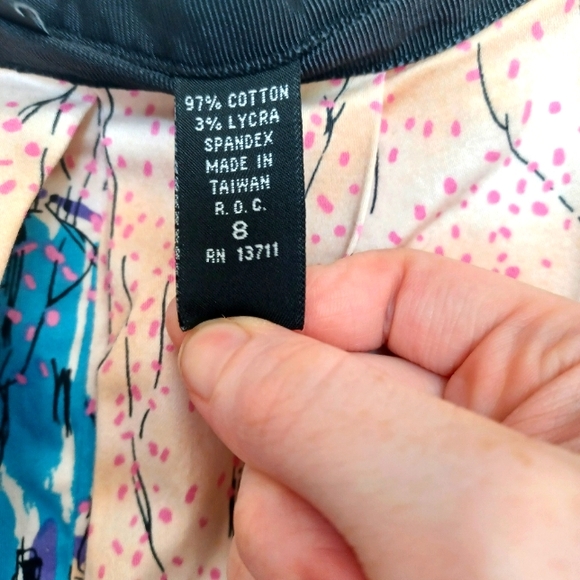 97% COTTON
3% LYCRA
SPANDEX
MADE IN
TAIWAN
R.O.C.
8
RN 13711